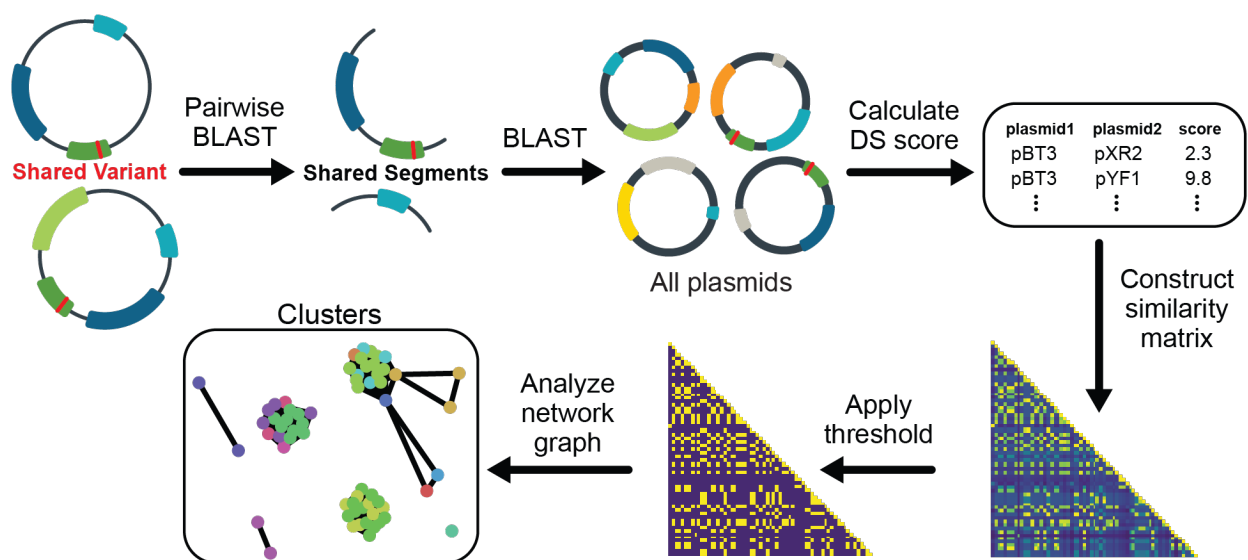 Pairwise
BLAST
Shared Variant
Shared Segments
BLAST
All plasmids
Calculate
DS score
plasmid1 plasmid2 score
pBT3 pXR2 2.3
pBT3 pYF1 9.8
⋮ ⋮ ⋮
Construct
similarity
matrix
Apply
threshold
Analyze
network
graph
Clusters